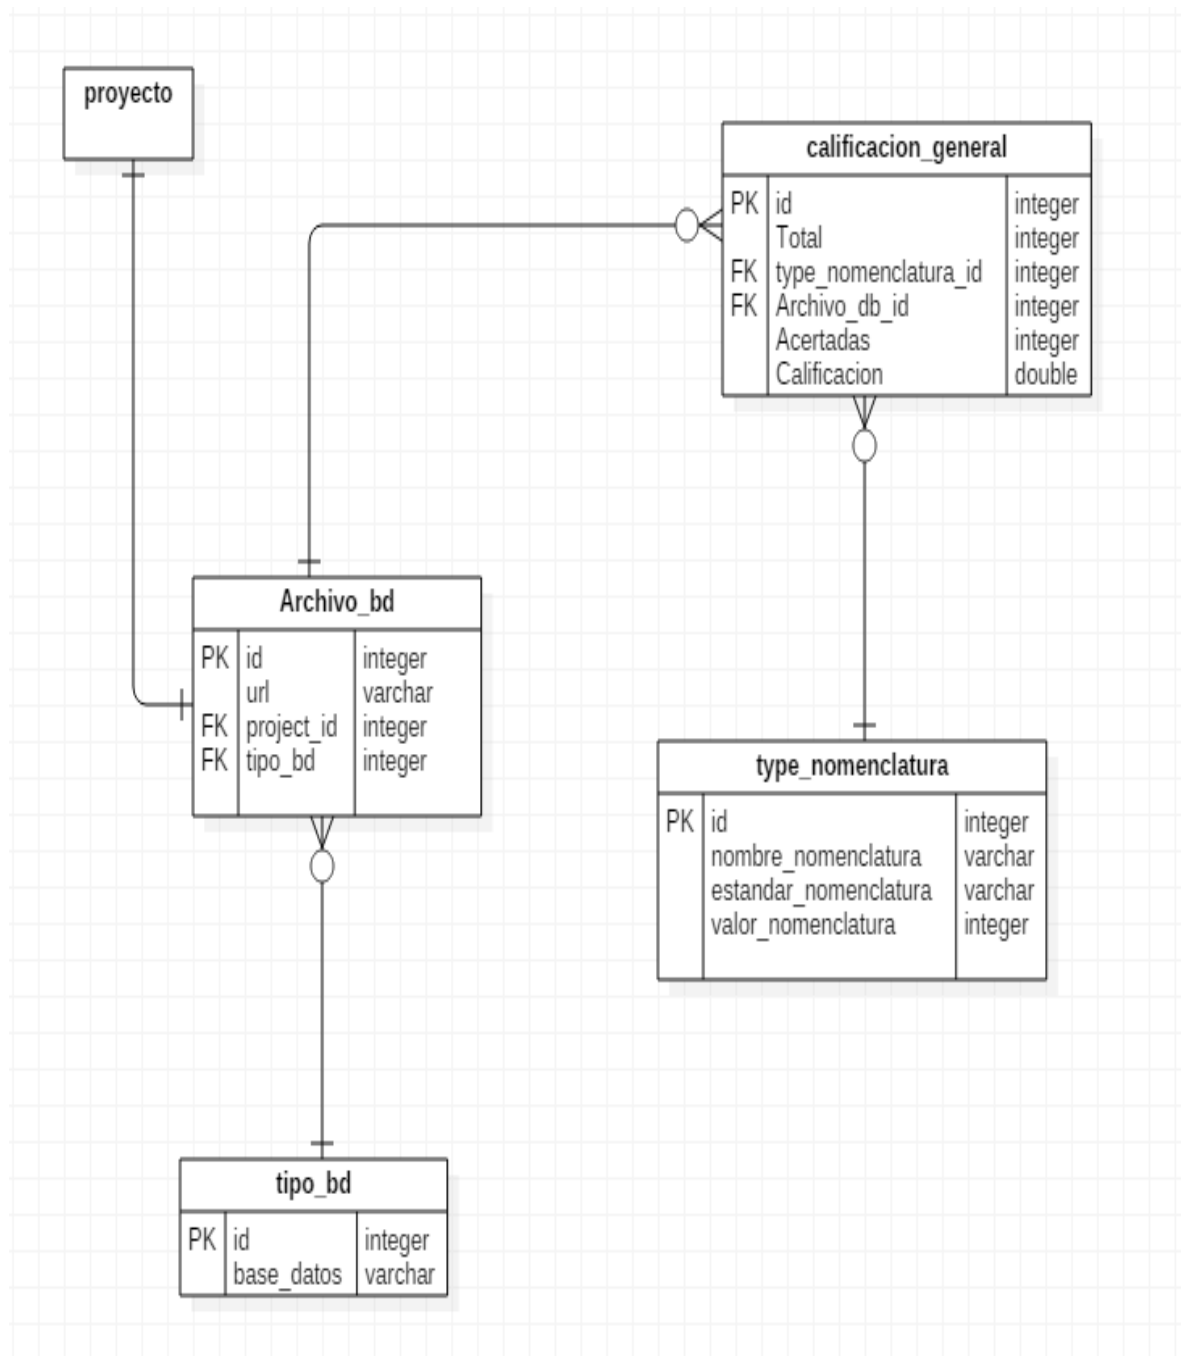 proyecto
calificacion_general
PK id integer
Total integer
FK type_nomenclatura_id integer
FK Archivo_db_id integer
Acertadas integer
Calificacion double
Archivo_bd
PK id integer
url varchar
FK project_id integer
FK tipo_bd integer
type_nomenclatura
PK id integer
nombre_nomenclatura varchar
estandar_nomenclatura varchar
valor_nomenclatura integer
tipo_bd
PK id integer
base_datos varchar